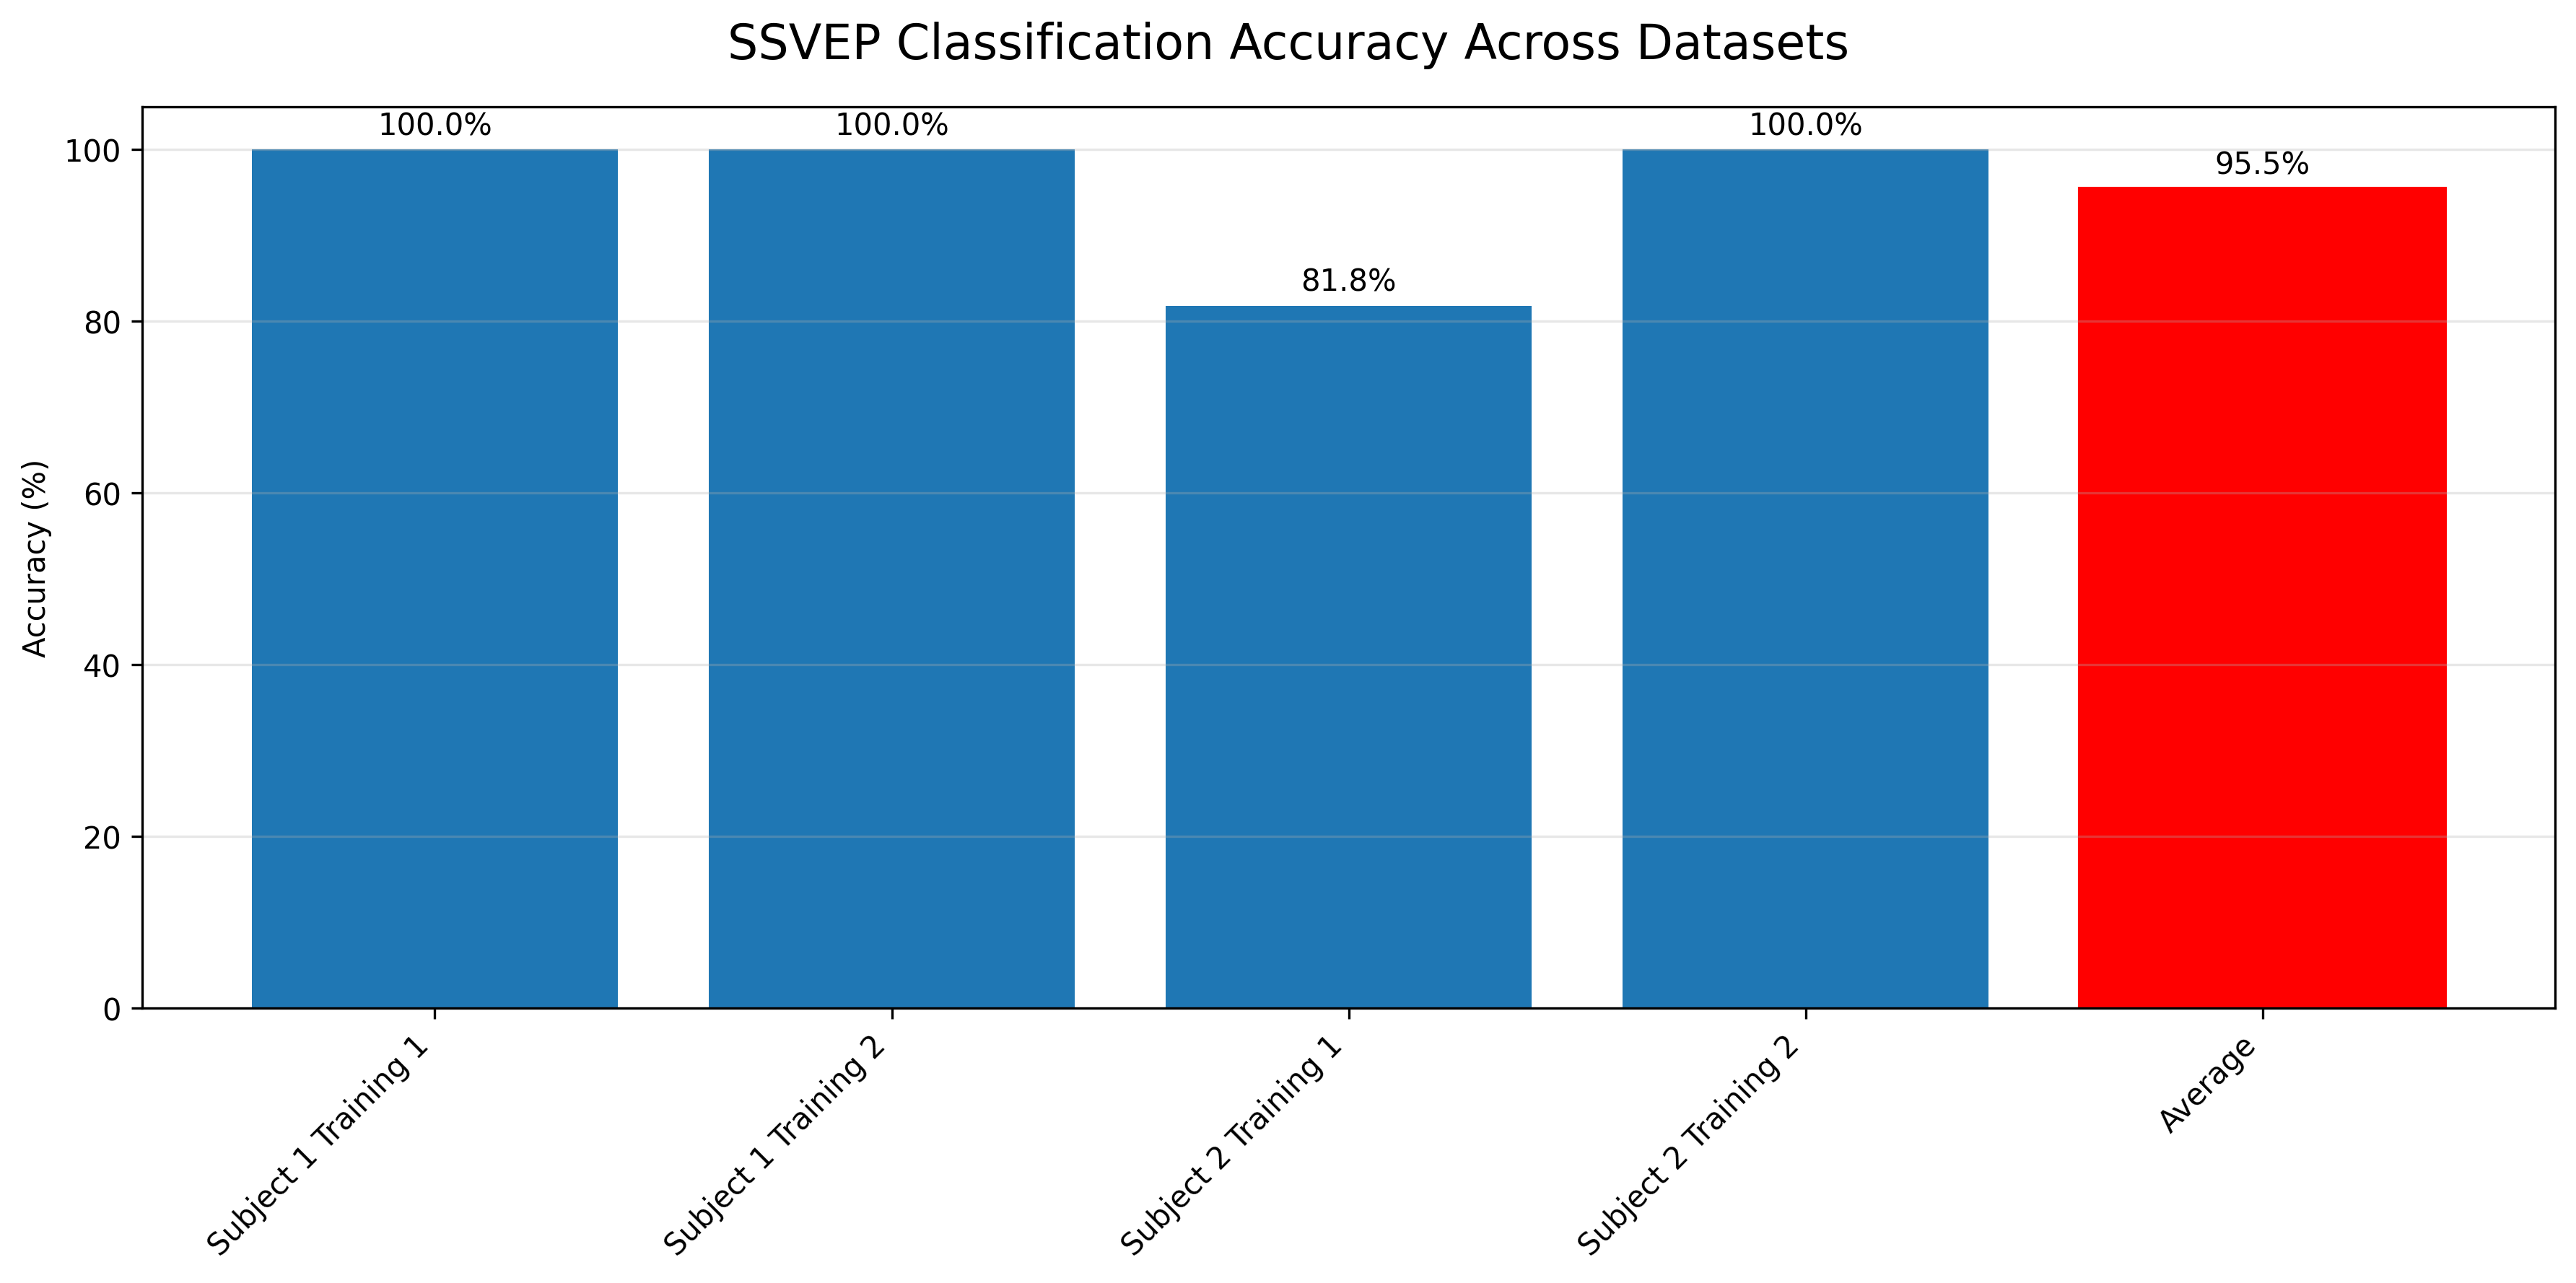 SSVEP Classification Accuracy Across Datasets
100.0%
100.0%
100.0%
95.5%
81.8%
100
80
60
40
20
0
Accuracy (%)
Subject 1 Training 1
Subject 1 Training 2
Subject 2 Training 1
Subject 2 Training 2
Average